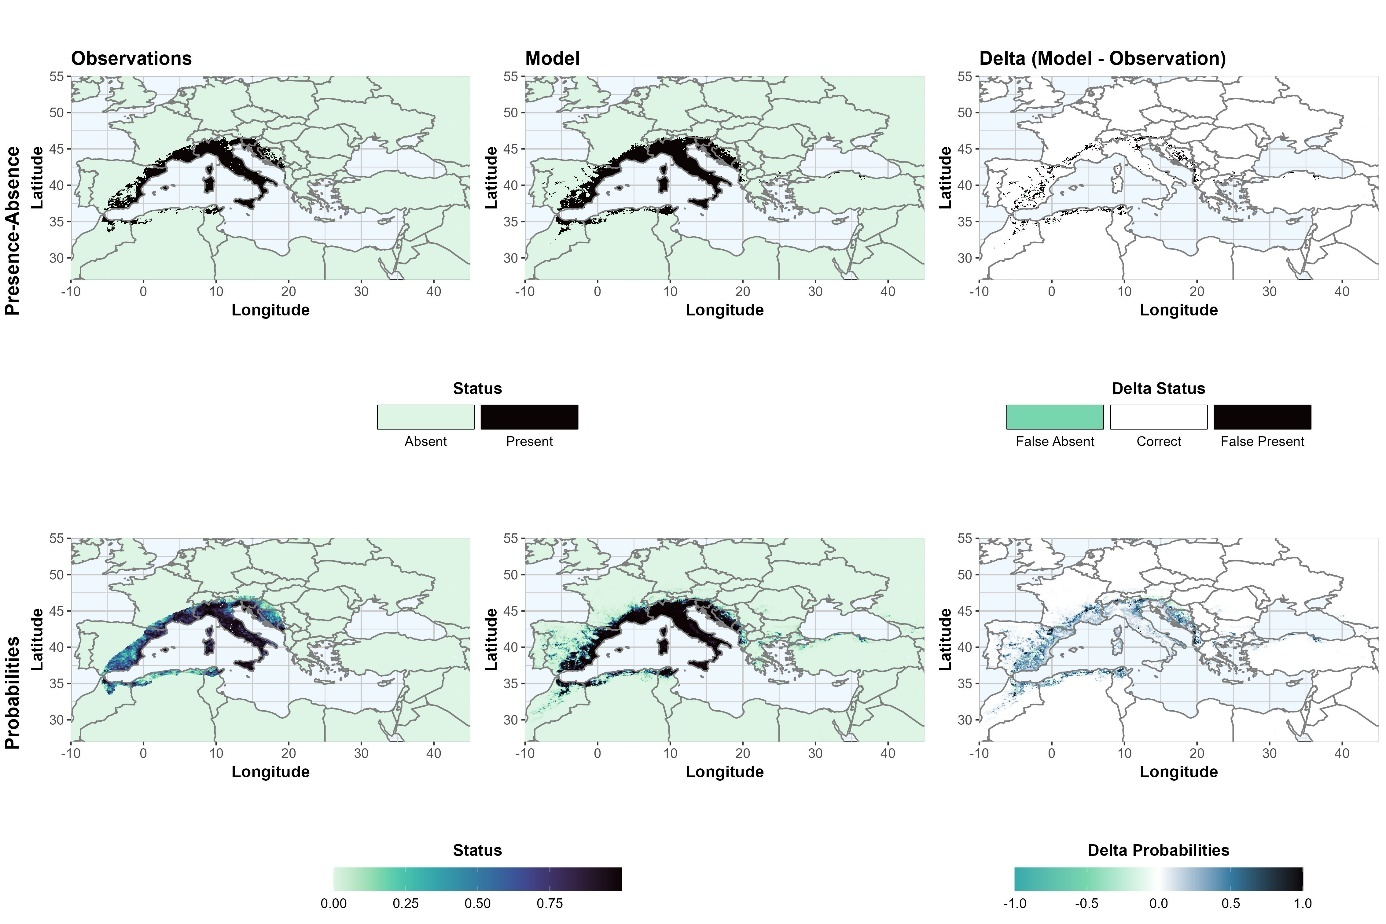 Observations Model Delta (Model - Observation)
Presence-Absence
Latitude Latitude Latitude
55 55 55
50 50 50
45 45 45
40 40 40
35 35 35
30 30 30
-10 0 10 20 30 40 -10 0 10 20 30 40 -10 0 10 20 30 40
Longitude Longitude Longitude
Status Delta Status
Absent Present False Absent Correct False Present
Probabilities
Latitude Latitude Latitude
55 55 55
50 50 50
45 45 45
40 40 40
35 35 35
30 30 30
-10 0 10 20 30 40 -10 0 10 20 30 40 -10 0 10 20 30 40
Longitude Longitude Longitude
Status Delta Probabilities
0.00 0.25 0.50 0.75 -1.0 -0.5 0.0 0.5 1.0